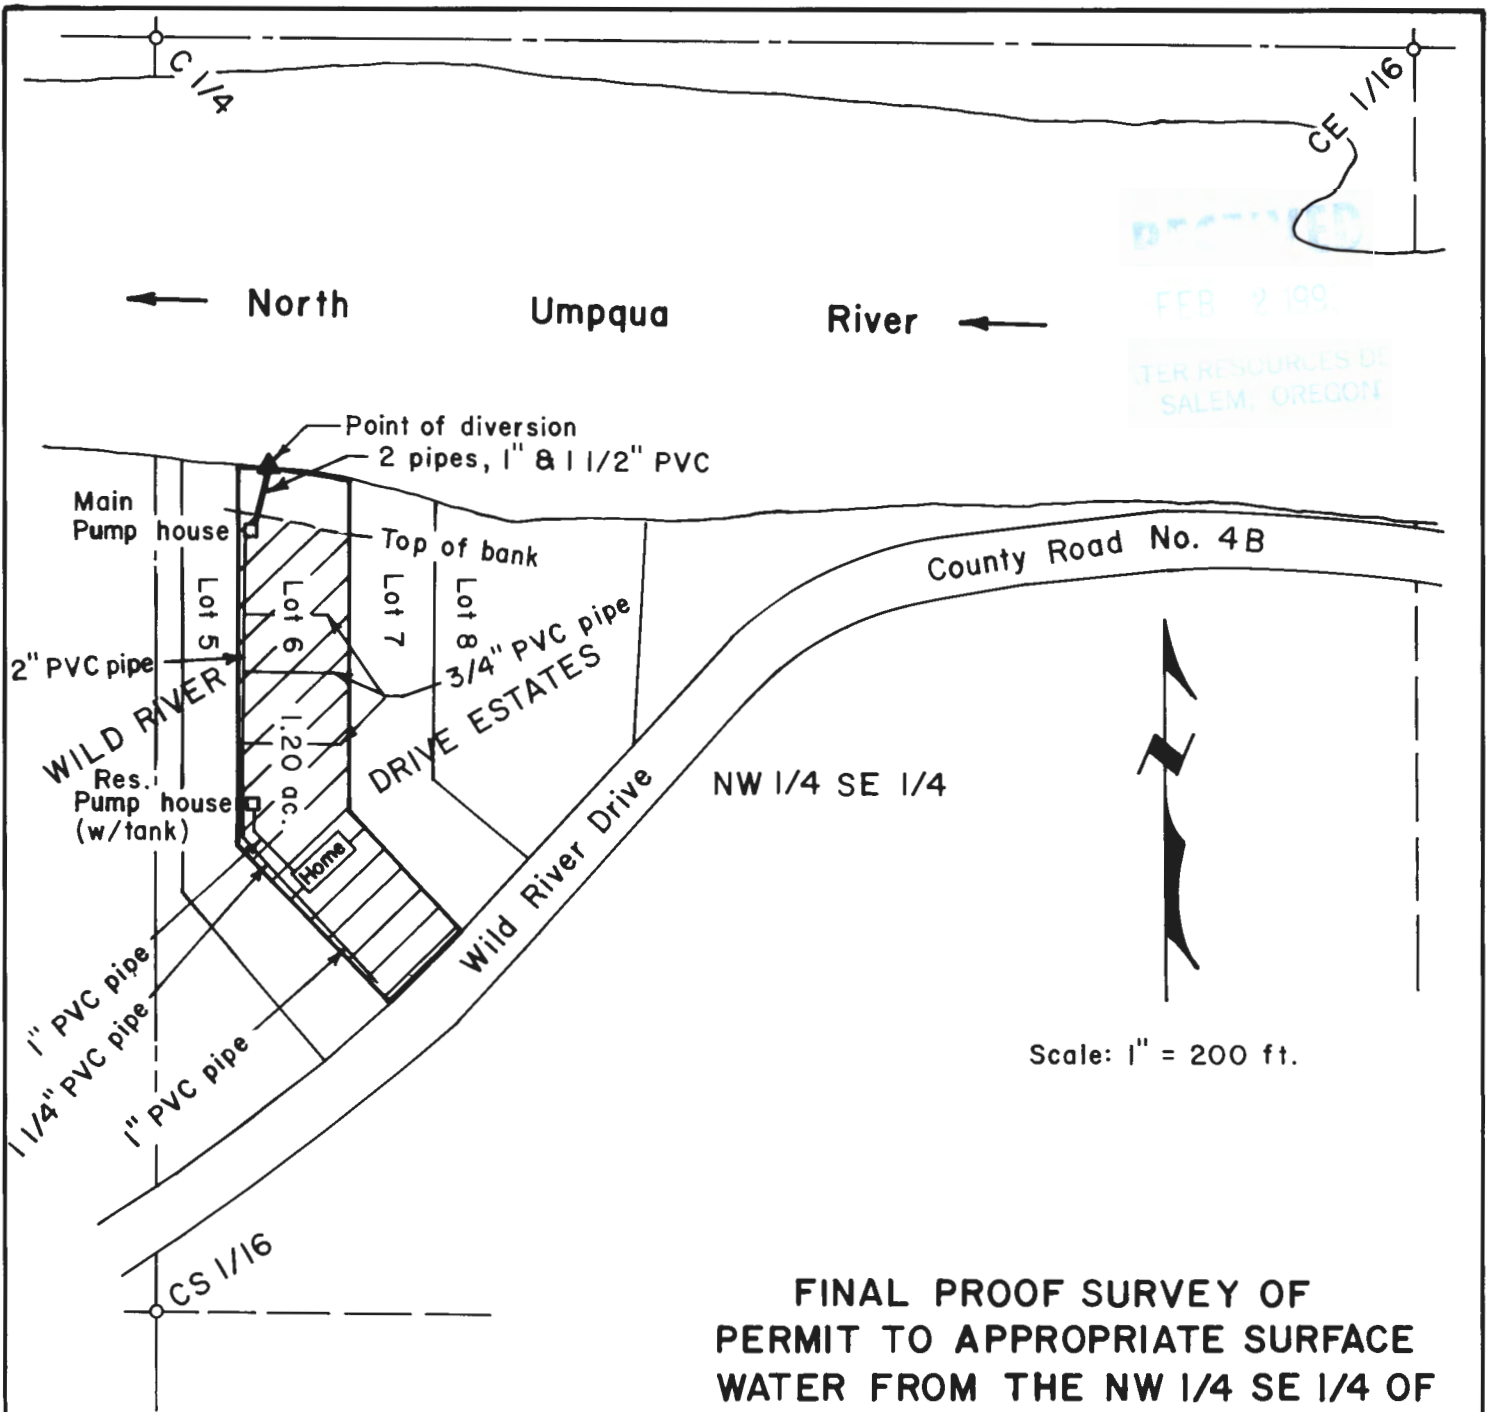 C 1/4
CE 1/16
FEB 2
TER RESOURCES
SALEM, OREGON
North Umpqua River
Point of diversion
2 pipes, 1" & 1 1/2" PVC
Main
Pump house
Top of bank
County Road No. 4B
Lot 5
Lot 6
Lot 7
Lot 8
2" PVC pipe
3/4" PVC pipe
WILD RIVER DRIVE ESTATES
1.20 ac.
Res.
Pump house
(w/tank)
Home
NW 1/4 SE 1/4
Wild River Drive
1" PVC pipe
1 1/4" PVC pipe
1" PVC pipe
Scale: 1" = 200 ft.
CS 1/16
FINAL PROOF SURVEY OF
PERMIT TO APPROPRIATE SURFACE
WATER FROM THE NW 1/4 SE 1/4 OF